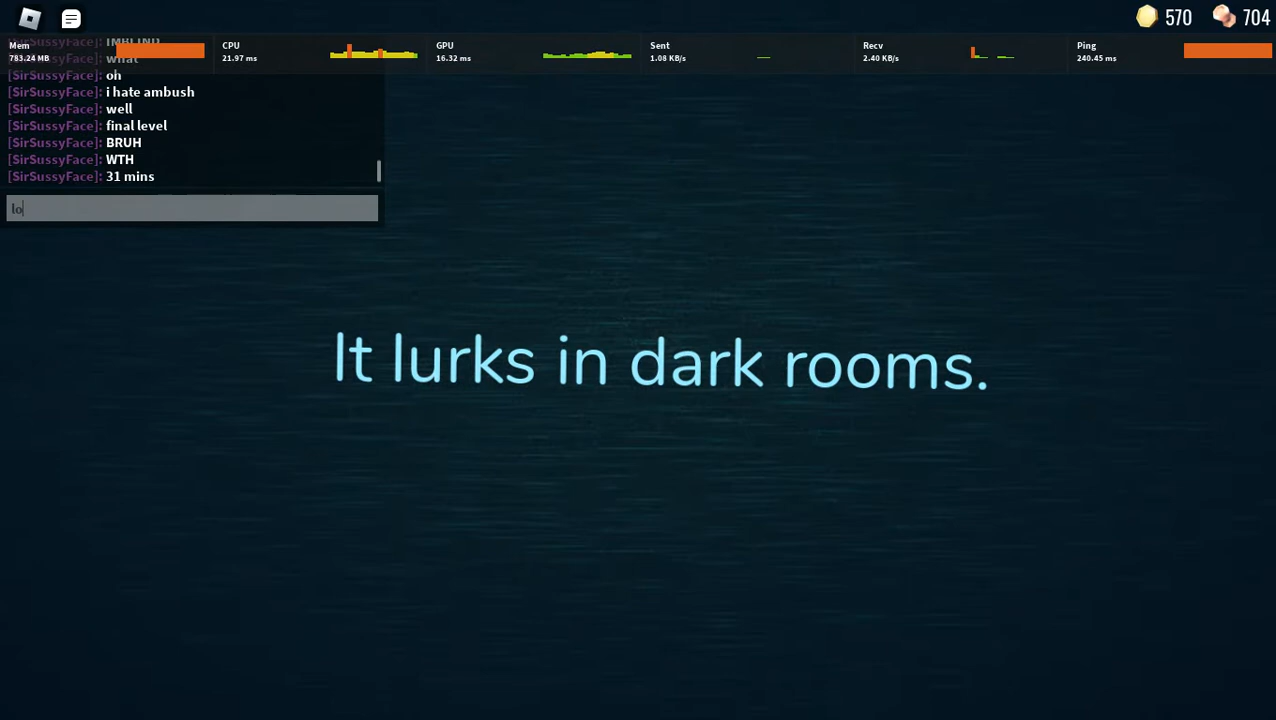 570 704
Mem CPU GPU Sent Recv Ping
783.24 MB 21.97 ms 16.32 ms 1.08 KB/s 2.40 KB/s 240.45 ms
IMBLIND
what
[SirSussyFace]: oh
[SirSussyFace]: i hate ambush
[SirSussyFace]: well
[SirSussyFace]: final level
[SirSussyFace]: BRUH
[SirSussyFace]: WTH
[SirSussyFace]: 31 mins
lo
It lurks in dark rooms.